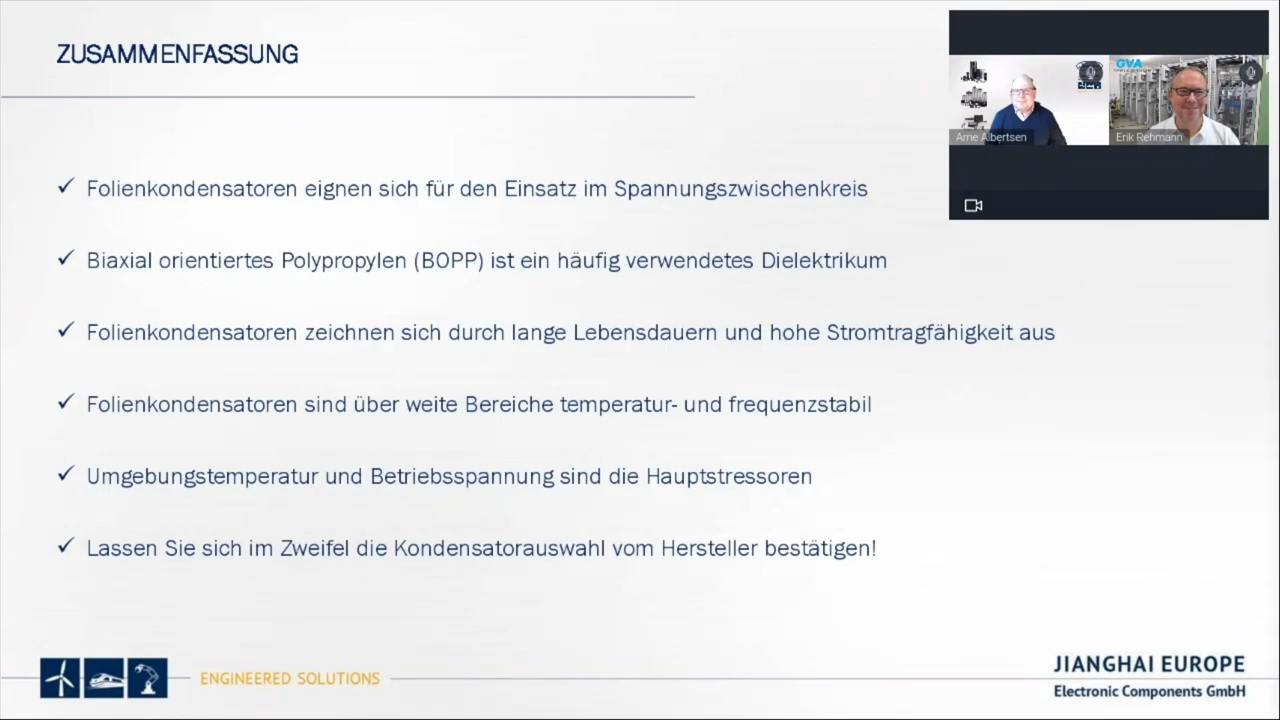 ZUSAMMENFASSUNG
GVA
Arne Albertsen
Erik Rehmann
✓ Folienkondensatoren eignen sich für den Einsatz im Spannungszwischenkreis
✓ Biaxial orientiertes Polypropylen (BOPP) ist ein häufig verwendetes Dielektrikum
✓ Folienkondensatoren zeichnen sich durch lange Lebensdauern und hohe Stromtragfähigkeit aus
✓ Folienkondensatoren sind über weite Bereiche temperatur- und frequenzstabil
✓ Umgebungstemperatur und Betriebsspannung sind die Hauptstressoren
✓ Lassen Sie sich im Zweifel die Kondensatorauswahl vom Hersteller bestätigen!
ENGINEERED SOLUTIONS
JIANGHAI EUROPE
Electronic Components GmbH